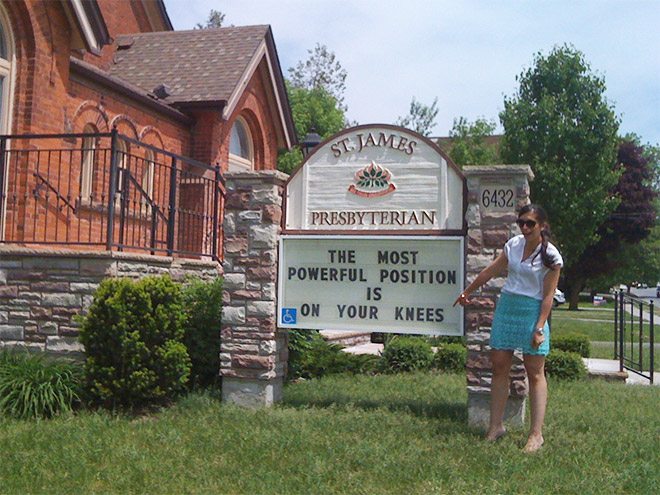 ST. JAMES
PRESBYTERIAN
6432
THE MOST
POWERFUL POSITION
IS
ON YOUR KNEES